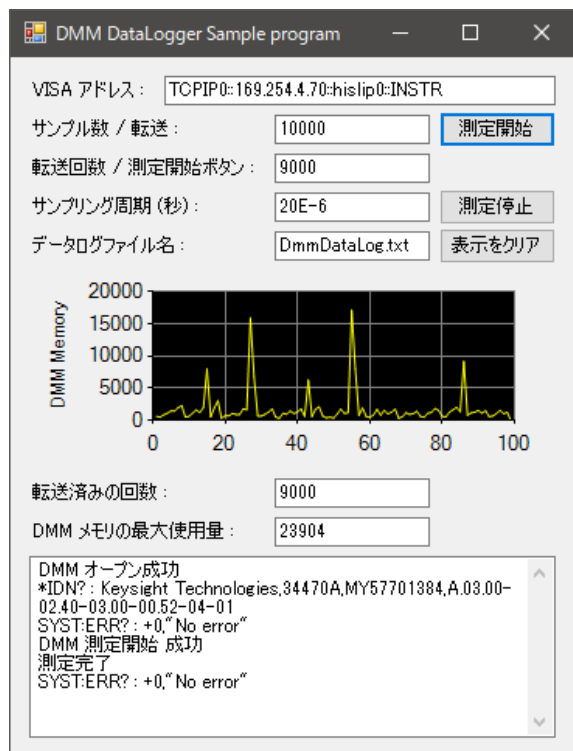 DMM DataLogger Sample program
VISA アドレス : TCPIP0::169.254.4.70::hislip0::INSTR
サンプル数 / 転送 : 10000 測定開始
転送回数 / 測定開始ボタン : 9000
サンプリング周期 (秒) : 20E-6 測定停止
データログファイル名 : DmmDataLog.txt 表示をクリア
DMM Memory
20000
15000
10000
5000
0
0 20 40 60 80 100
転送済みの回数 : 9000
DMM メモリの最大使用量 : 23904
DMM オープン成功
*IDN? : Keysight Technologies,34470A,MY57701384,A.03.00-
02.40-03.00-00.52-04-01
SYST:ERR? : +0,"No error"
DMM 測定開始 成功
測定完了
SYST:ERR? : +0,"No error"